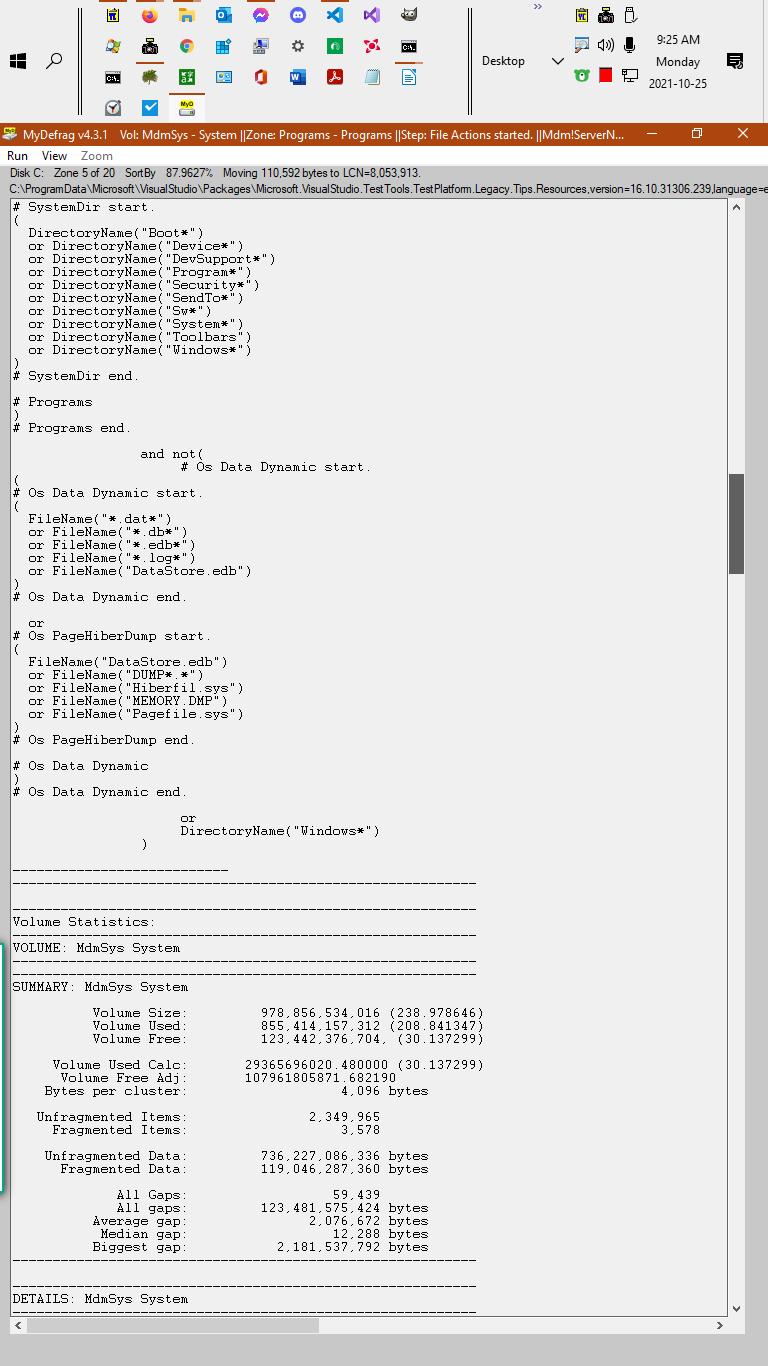 »
9:25 AM
Desktop
Monday
2021-10-25
MyDefrag v4.3.1 Vol: MdmSys - System ||Zone: Programs - Programs ||Step: File Actions started. ||Mdm!ServerN...
Run View Zoom
Disk C: Zone 5 of 20 SortBy 87.9627% Moving 110,592 bytes to LCN=8,053,913.
C:\ProgramData\Microsoft\VisualStudio\Packages\Microsoft.VisualStudio.TestTools.TestPlatform.Legacy.Tips.Resources,version=16.10.31306.239,language=e
# SystemDir start.
(
DirectoryName("Boot*")
or DirectoryName("Device*")
or DirectoryName("DevSupport*")
or DirectoryName("Program*")
or DirectoryName("Security*")
or DirectoryName("SendTo*")
or DirectoryName("Sw*")
or DirectoryName("System*")
or DirectoryName("Toolbars")
or DirectoryName("Windows*")
)
# SystemDir end.
# Programs
)
# Programs end.
and not(
# Os Data Dynamic start.
(
# Os Data Dynamic start.
(
FileName("*.dat*")
or FileName("*.db*")
or FileName("*.edb*")
or FileName("*.log*")
or FileName("DataStore.edb")
)
# Os Data Dynamic end.
or
# Os PageHiberDump start.
(
FileName("DataStore.edb")
or FileName("DUMP*.*")
or FileName("Hiberfil.sys")
or FileName("MEMORY.DMP")
or FileName("Pagefile.sys")
)
# Os PageHiberDump end.
# Os Data Dynamic
)
# Os Data Dynamic end.
or
DirectoryName("Windows*")
)
---------------------------
----------------------------------------------------------
----------------------------------------------------------
Volume Statistics:
----------------------------------------------------------
VOLUME: MdmSys System
----------------------------------------------------------
----------------------------------------------------------
SUMMARY: MdmSys System
Volume Size: 978,856,534,016 (238.978646)
Volume Used: 855,414,157,312 (208.841347)
Volume Free: 123,442,376,704, (30.137299)
Volume Used Calc: 29365696020.480000 (30.137299)
Volume Free Adj: 107961805871.682190
Bytes per cluster: 4,096 bytes
Unfragmented Items: 2,349,965
Fragmented Items: 3,578
Unfragmented Data: 736,227,086,336 bytes
Fragmented Data: 119,046,287,360 bytes
All Gaps: 59,439
All gaps: 123,481,575,424 bytes
Average gap: 2,076,672 bytes
Median gap: 12,288 bytes
Biggest gap: 2,181,537,792 bytes
----------------------------------------------------------
----------------------------------------------------------
DETAILS: MdmSys System
----------------------------------------------------------